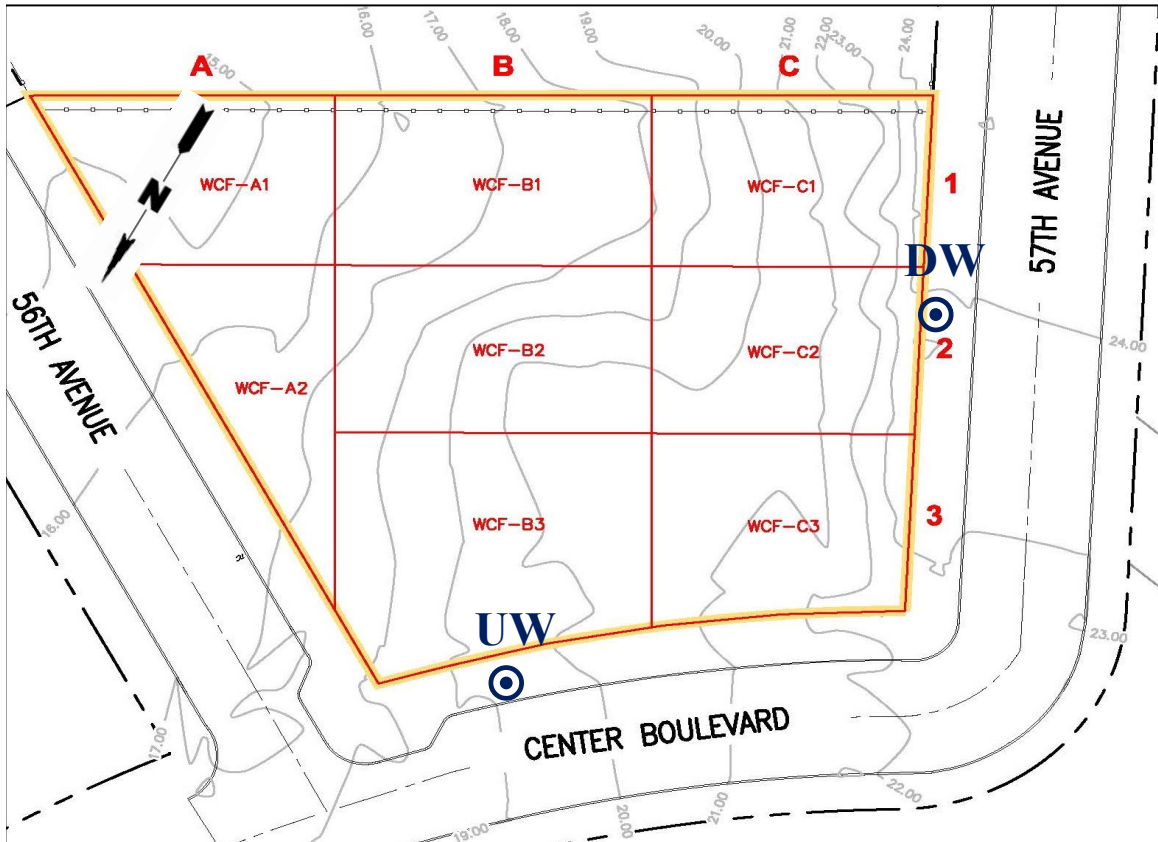 16.00
17.00
18.00
19.00
20.00
21.00
22.00
23.00
24.00
A
B
C
15.00
N
WCF-A1
WCF-B1
WCF-C1
1
57TH AVENUE
DW
56TH AVENUE
WCF-A2
WCF-B2
WCF-C2
2
24.00
16.00
WCF-B3
WCF-C3
3
UW
23.00
CENTER BOULEVARD
17.00
19.00
20.00
21.00
22.00